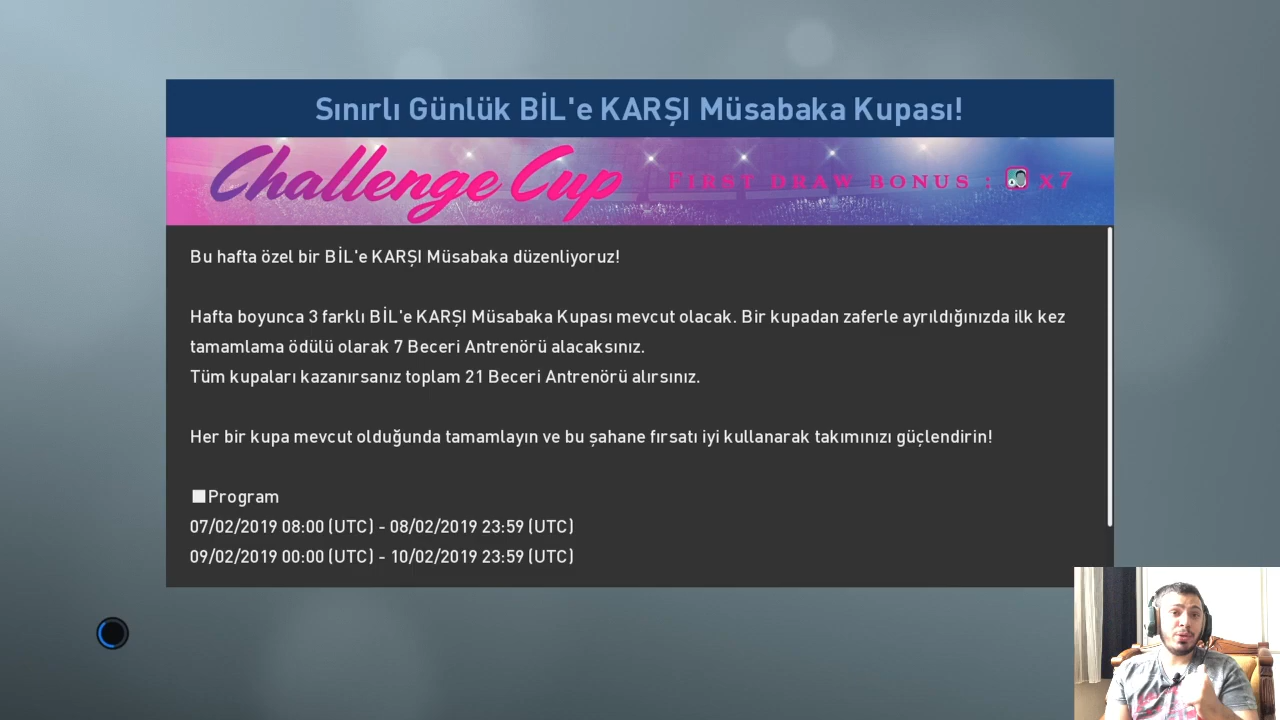 Sınırlı Günlük BİL'e KARŞI Müsabaka Kupası!
Challenge Cup FIRST DRAW BONUS : x7
Bu hafta özel bir BİL'e KARŞI Müsabaka düzenliyoruz!
Hafta boyunca 3 farklı BİL'e KARŞI Müsabaka Kupası mevcut olacak. Bir kupadan zaferle ayrıldığınızda ilk kez
tamamlama ödülü olarak 7 Beceri Antrenörü alacaksınız.
Tüm kupaları kazanırsanız toplam 21 Beceri Antrenörü alırsınız.
Her bir kupa mevcut olduğunda tamamlayın ve bu şahane fırsatı iyi kullanarak takımınızı güçlendirin!
■Program
07/02/2019 08:00 (UTC) - 08/02/2019 23:59 (UTC)
09/02/2019 00:00 (UTC) - 10/02/2019 23:59 (UTC)